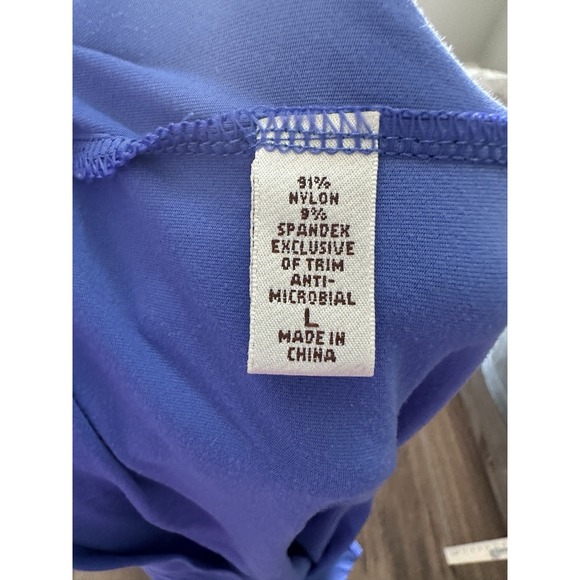 91%
NYLON
9%
SPANDEX
EXCLUSIVE
OF TRIM
ANTI-
MICROBIAL
L
MADE IN
CHINA